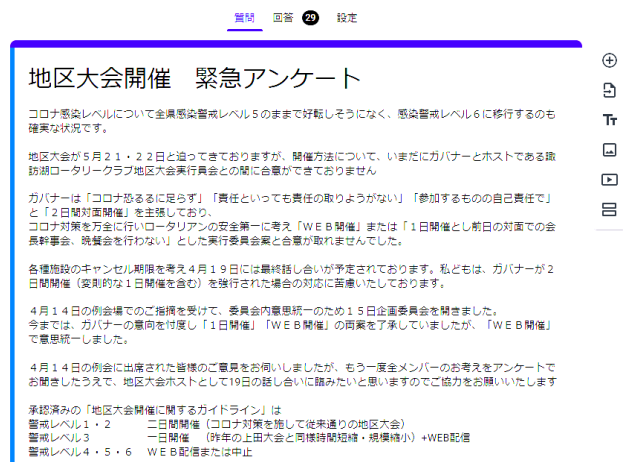 質問 回答 29 設定
地区大会開催　緊急アンケート
コロナ感染レベルについて全県感染警戒レベル５のままで好転しそうになく、感染警戒レベル６に移行するのも
確実な状況です。
地区大会が５月２１・２２日と迫ってきておりますが、開催方法について、いまだにガバナーとホストである諏
訪湖ロータリークラブ地区大会実行員会との間に合意ができておりません
ガバナーは「コロナ恐るるに足らず」「責任といっても責任の取りようがない」「参加するものの自己責任で」
と「２日間対面開催」を主張しており、
コロナ対策を万全に行いロータリアンの安全第一に考え「ＷＥＢ開催」または「１日開催とし前日の対面での会
長幹事会、晩餐会を行わない」とした実行委員会案と合意が取れませんでした。
各種施設のキャンセル期限を考え４月１９日には最終話し合いが予定されております。私どもは、ガバナーが２
日間開催（変則的な１日開催を含む）を強行された場合の対応に苦慮いたしております。
４月１４日の例会場でのご指摘を受けて、委員会内意思統一のため１５日企画委員会を開きました。
今までは、ガバナーの意向を忖度し「１日開催」「ＷＥＢ開催」の両案を了承していましたが、「ＷＥＢ開催」
で意思統一しました。
４月１４日の例会に出席された皆様のご意見をお伺いしましたが、もう一度全メンバーのお考えをアンケートで
お聞きしたうえで、地区大会ホストとして19日の話し合いに臨みたいと思いますのでご協力をお願いいたします
承認済みの「地区大会開催に関するガイドライン」は
警戒レベル１・２　　　二日間開催（コロナ対策を施して従来通りの地区大会）
警戒レベル３　　　　　一日開催　（昨年の上田大会と同様時間短縮・規模縮小）+WEB配信
警戒レベル４・５・６　ＷＥＢ配信または中止